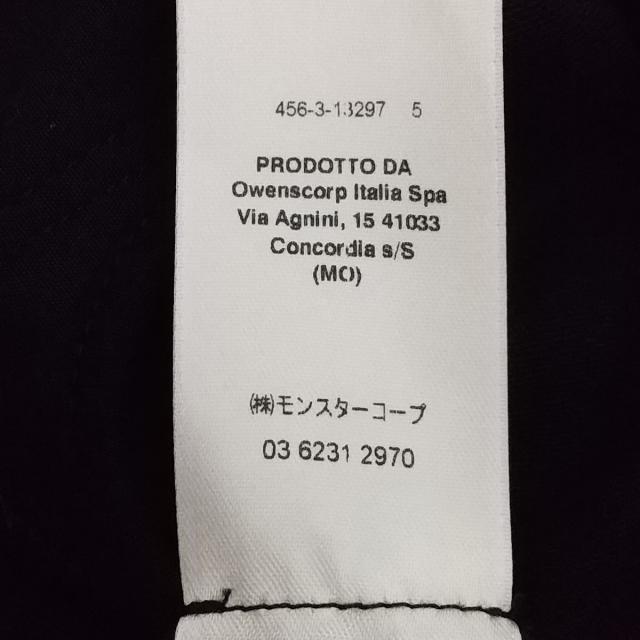 456-3-13297 5
PRODOTTO DA
Owenscorp Italia Spa
Via Agnini, 15 41033
Concordia s/S
(MO)
㈱モンスターコープ
03 6231 2970